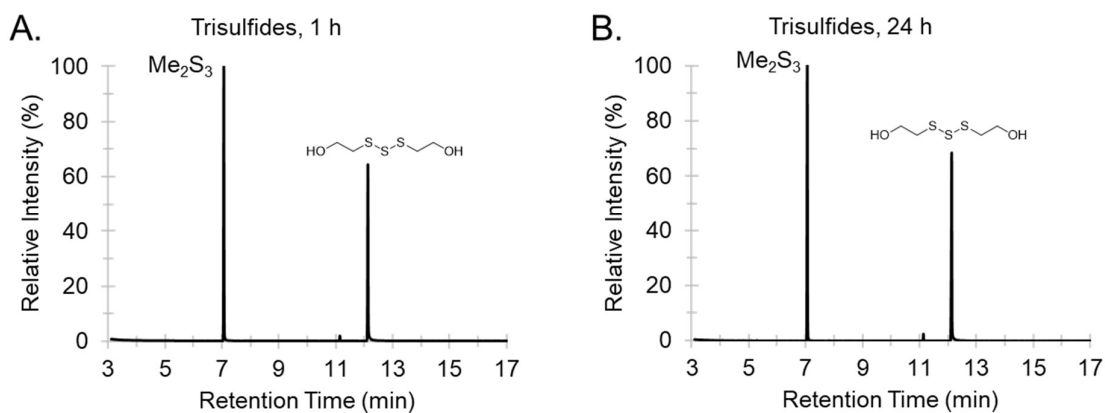 A.
Trisulfides, 1 h
Me₂S₃
HO S S S OH
Relative Intensity (%)
100
80
60
40
20
0
3 5 7 9 11 13 15 17
Retention Time (min)
B.
Trisulfides, 24 h
Me₂S₃
HO S S S OH
Relative Intensity (%)
100
80
60
40
20
0
3 5 7 9 11 13 15 17
Retention Time (min)